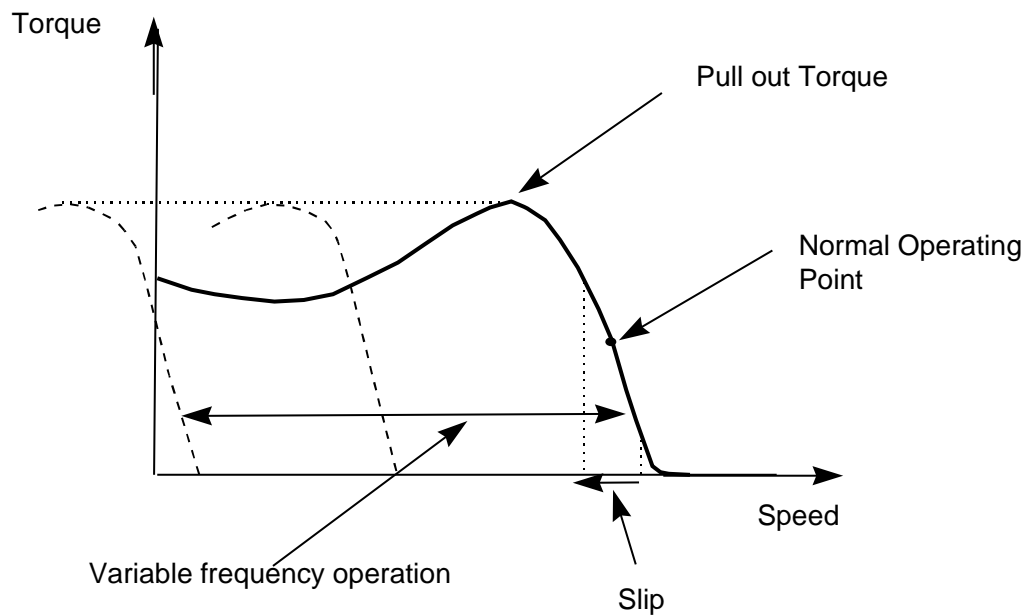 Torque
Pull out Torque
Normal Operating
Point
Speed
Variable frequency operation
Slip